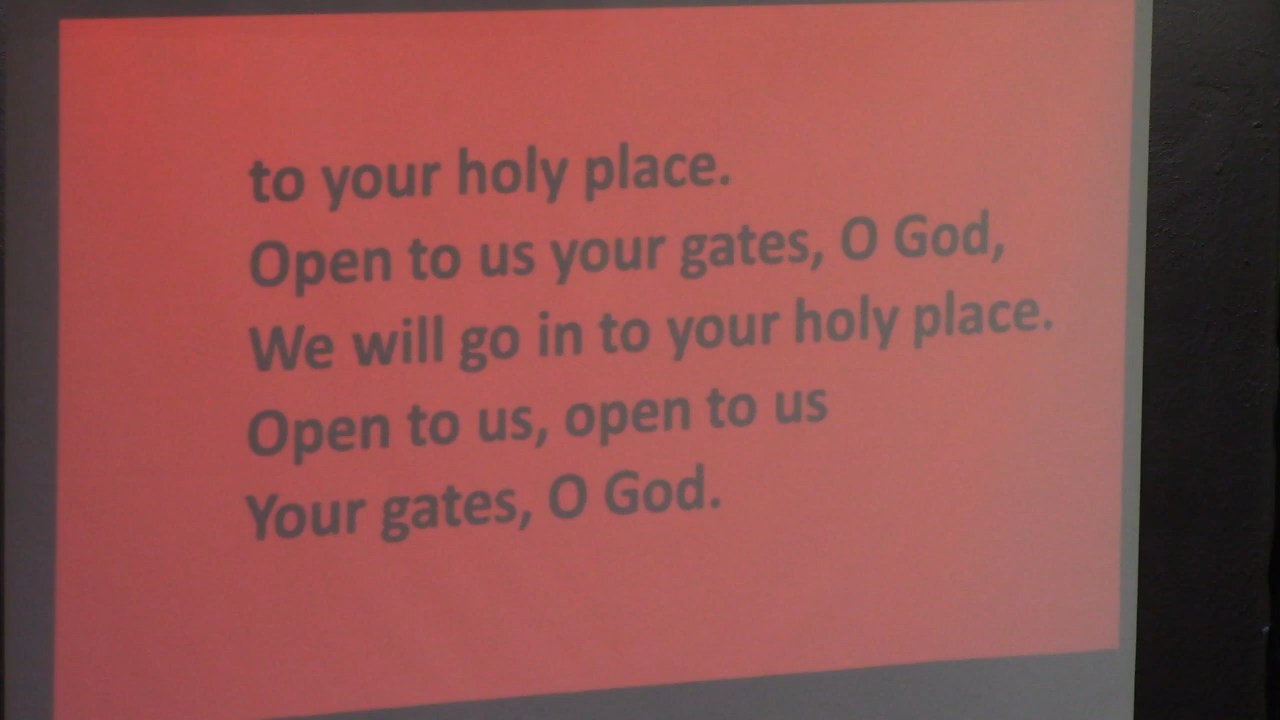 to your holy place.
Open to us your gates, O God,
We will go in to your holy place.
Open to us, open to us
Your gates, O God.